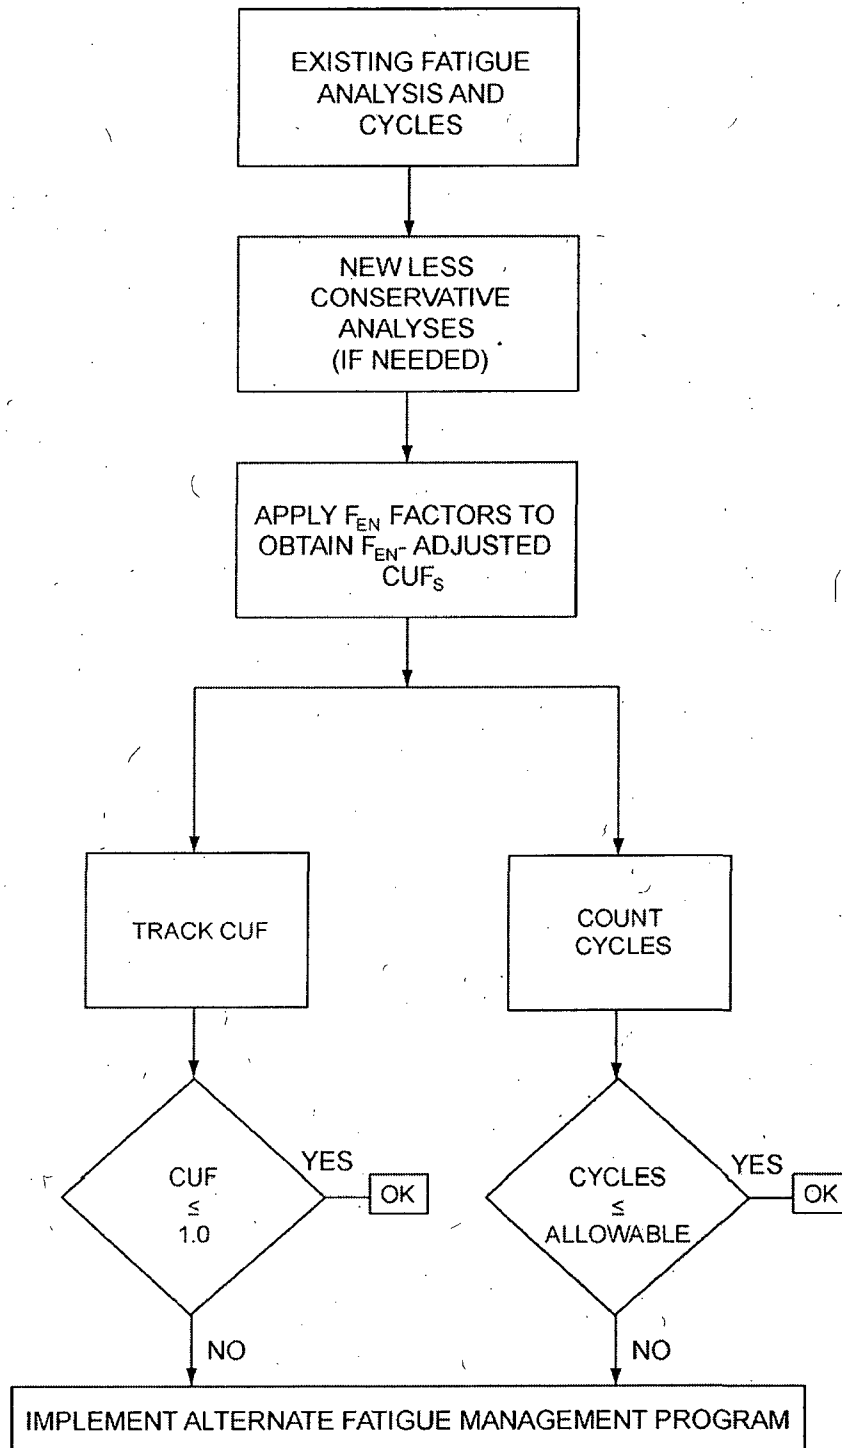 EXISTING FATIGUE
ANALYSIS AND
CYCLES
NEW LESS
CONSERVATIVE
ANALYSES
(IF NEEDED)
APPLY FEN FACTORS TO
OBTAIN FEN- ADJUSTED
CUFS
TRACK CUF
COUNT
CYCLES
CUF
≤
1.0
YES
OK
CYCLES
≤
ALLOWABLE
YES
OK
NO
NO
IMPLEMENT ALTERNATE FATIGUE MANAGEMENT PROGRAM